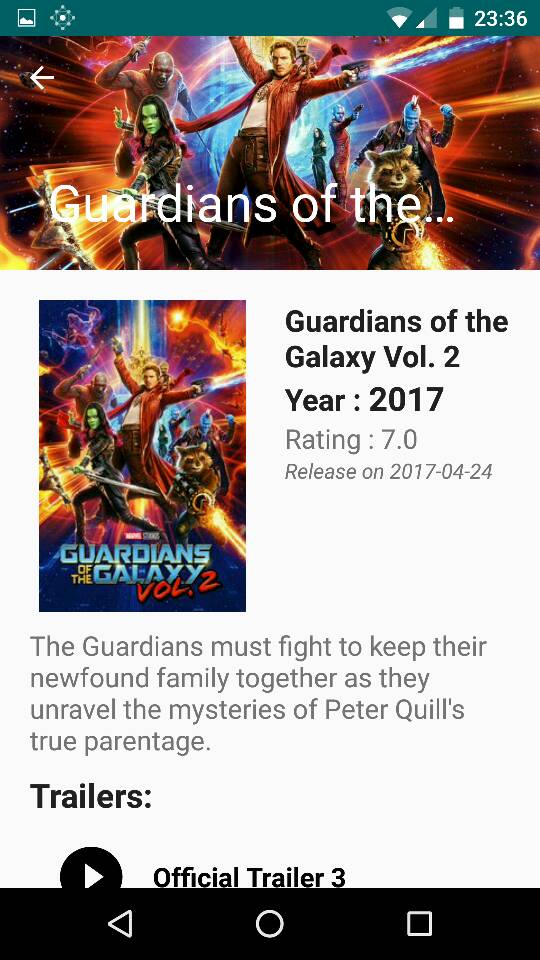 23:36
Guardians of the...
Guardians of the
Galaxy Vol. 2
Year : 2017
Rating : 7.0
Release on 2017-04-24
MARVEL STUDIOS
GUARDIANS
OF THE GALAXY
VOL. 2
The Guardians must fight to keep their
newfound family together as they
unravel the mysteries of Peter Quill's
true parentage.
Trailers:
Official Trailer 3